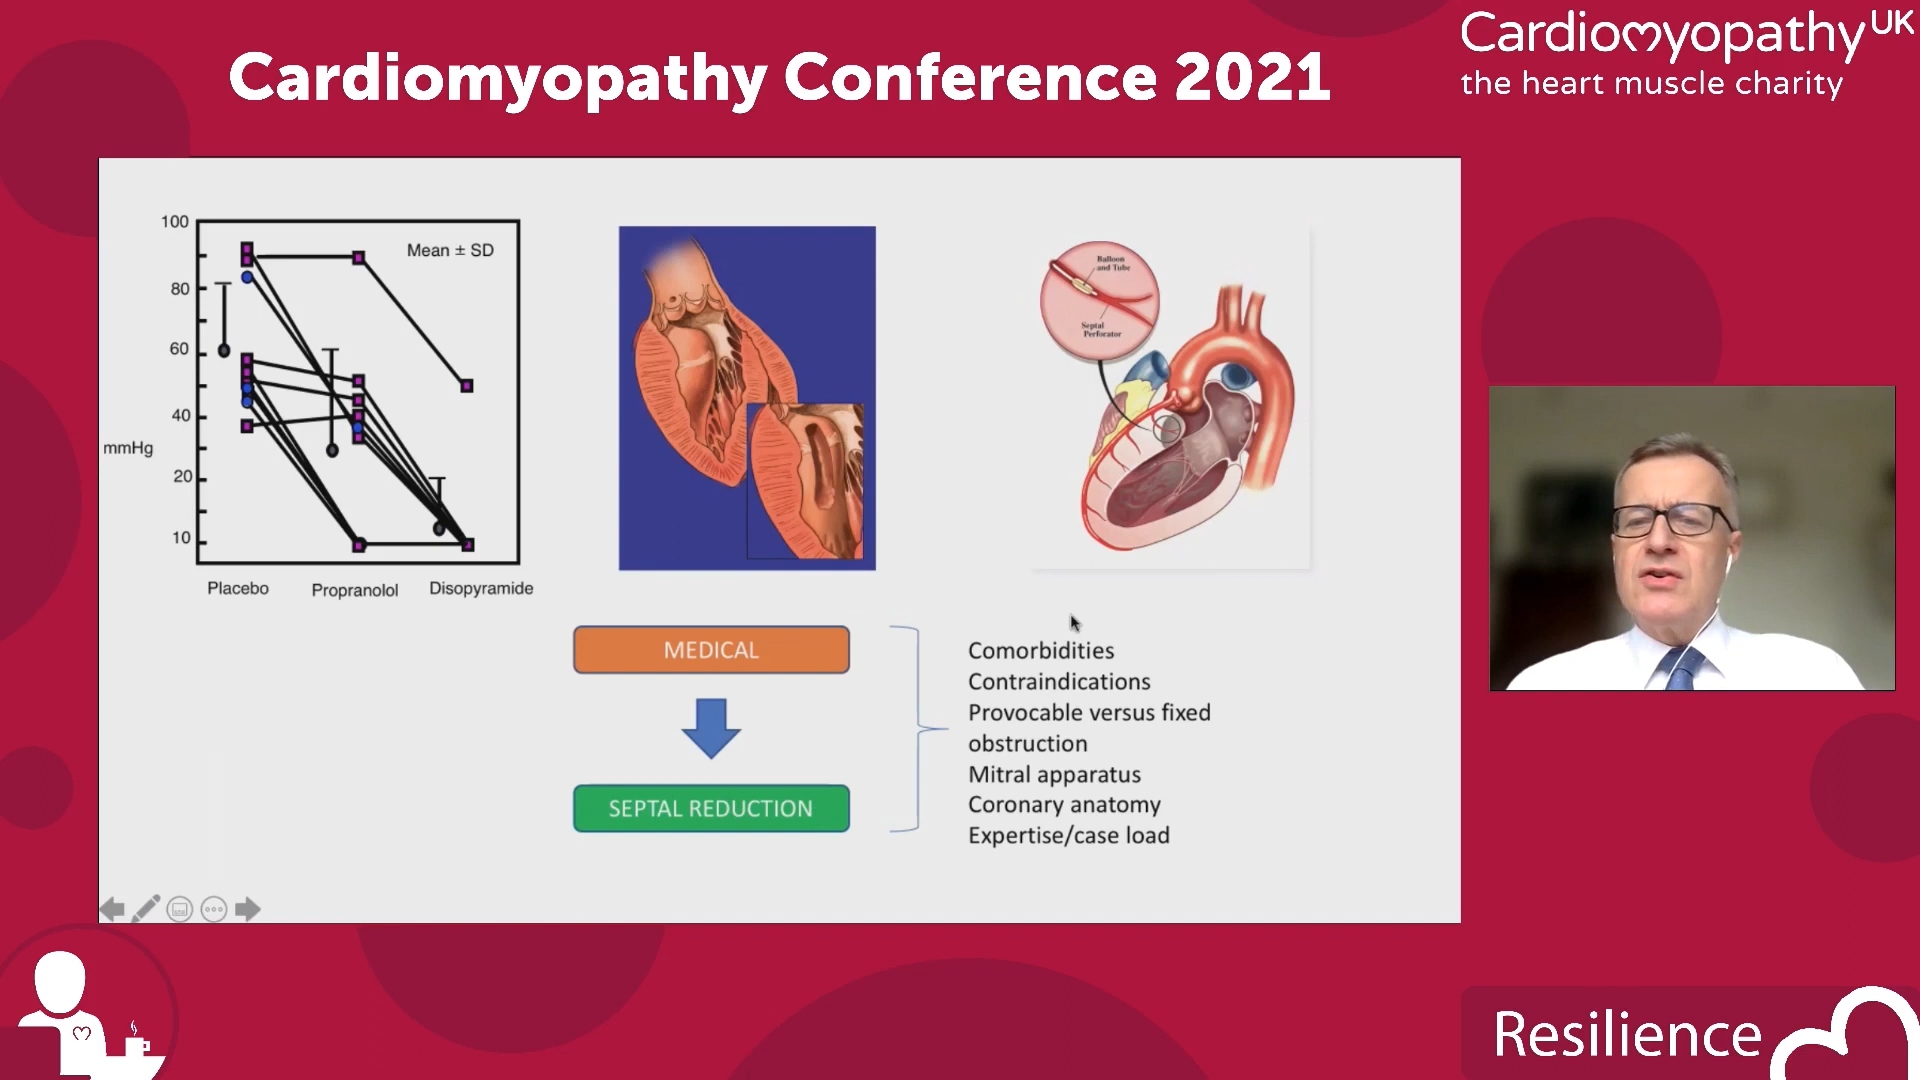 Cardiomyopathy Conference 2021
Cardiomyopathy UK
the heart muscle charity
100
80
60
40
20
10
mmHg
Mean ± SD
Placebo
Propranolol
Disopyramide
Balloon
and Tube
Septal
Perforator
MEDICAL
SEPTAL REDUCTION
Comorbidities
Contraindications
Provocable versus fixed
obstruction
Mitral apparatus
Coronary anatomy
Expertise/case load
Resilience